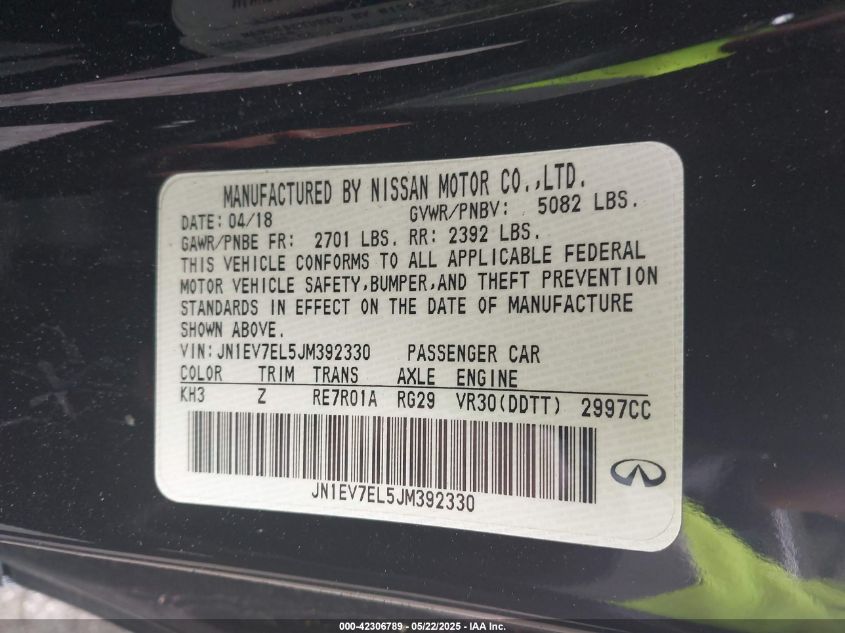 MANUFACTURED BY NISSAN MOTOR CO.,LTD.
DATE: 04/18 GVWR/PNBV: 5082 LBS.
GAWR/PNBE FR: 2701 LBS. RR: 2392 LBS.
THIS VEHICLE CONFORMS TO ALL APPLICABLE FEDERAL
MOTOR VEHICLE SAFETY,BUMPER,AND THEFT PREVENTION
STANDARDS IN EFFECT ON THE DATE OF MANUFACTURE
SHOWN ABOVE.
VIN:JN1EV7EL5JM392330 PASSENGER CAR
COLOR TRIM TRANS AXLE ENGINE
KH3 Z RE7R01A RG29 VR30(DDTT) 2997CC
JN1EV7EL5JM392330
000-42306789 - 05/22/2025 - IAA Inc.